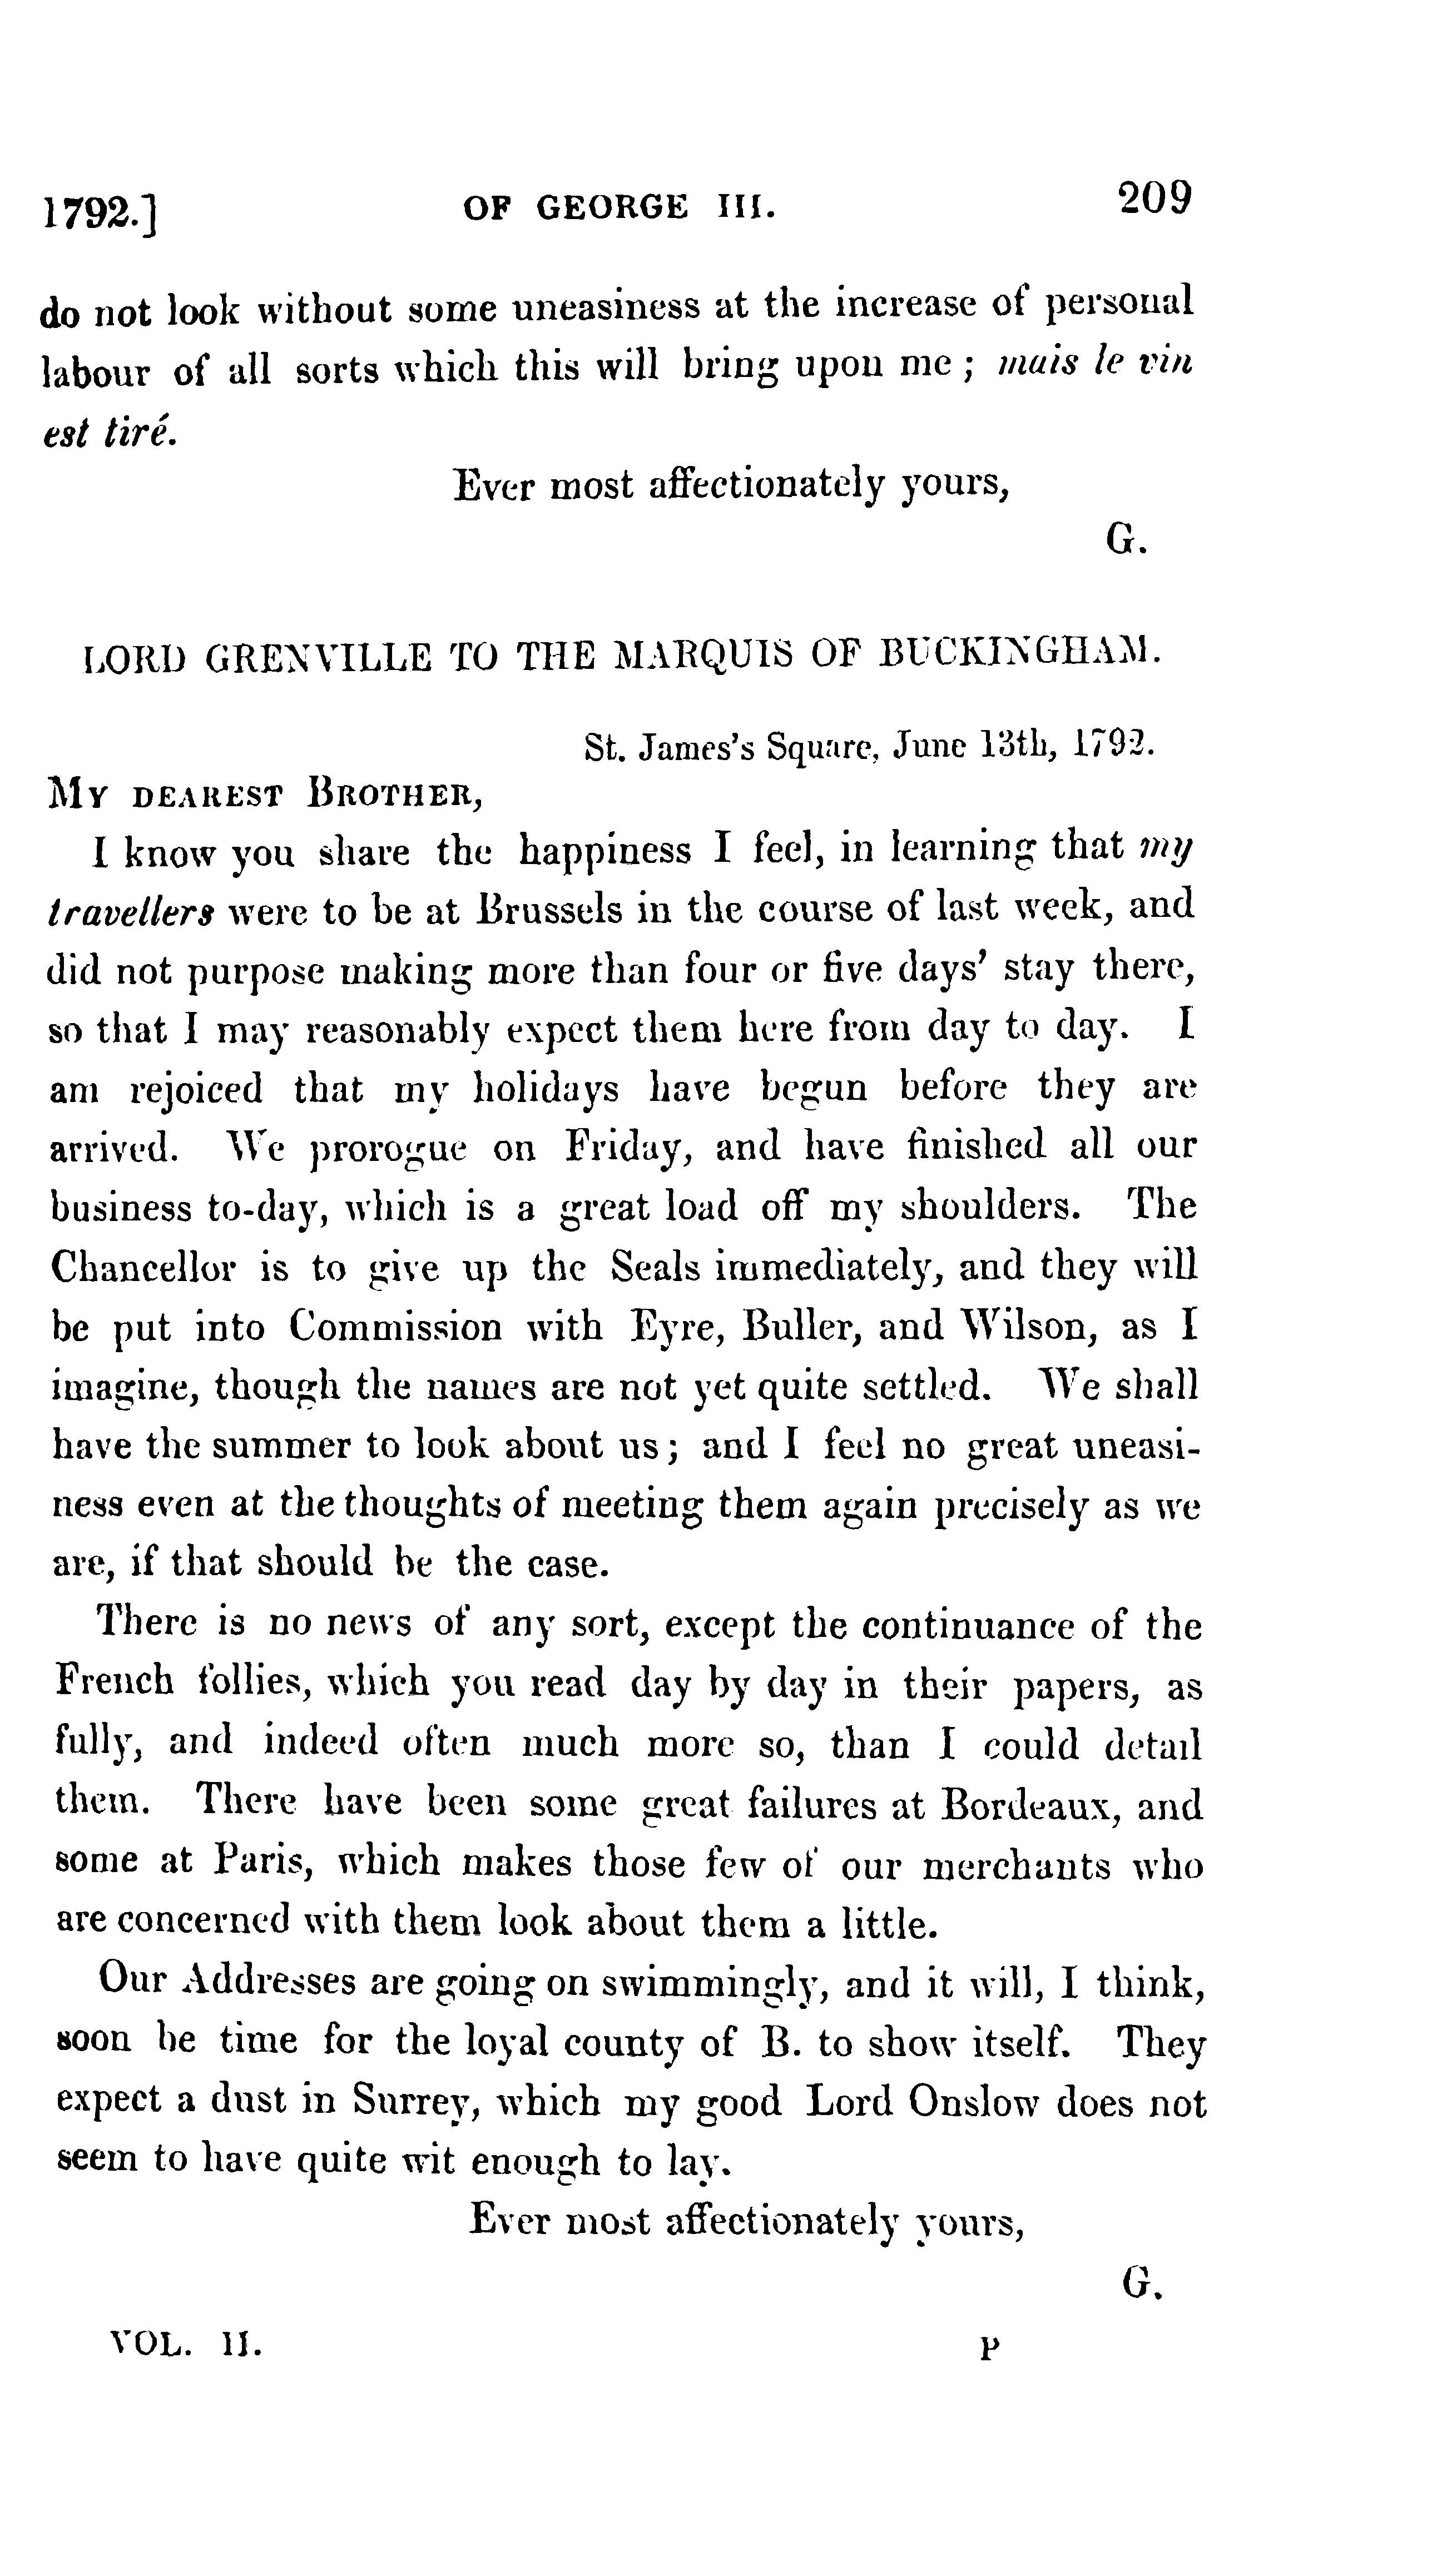 1792.] OF GEORGE III. 209
do not look without some uneasiness at the increase of personal
labour of all sorts which this will bring upon me ; mais le vin
est tiré.
Ever most affectionately yours,
G.
LORD GRENVILLE TO THE MARQUIS OF BUCKINGHAM.
St. James's Square, June 13th, 1792.
MY DEAREST BROTHER,
I know you share the happiness I feel, in learning that my
travellers were to be at Brussels in the course of last week, and
did not purpose making more than four or five days' stay there,
so that I may reasonably expect them here from day to day. I
am rejoiced that my holidays have begun before they are
arrived. We prorogue on Friday, and have finished all our
business to-day, which is a great load off my shoulders. The
Chancellor is to give up the Seals immediately, and they will
be put into Commission with Eyre, Buller, and Wilson, as I
imagine, though the names are not yet quite settled. We shall
have the summer to look about us ; and I feel no great uneasi-
ness even at the thoughts of meeting them again precisely as we
are, if that should be the case.
There is no news of any sort, except the continuance of the
French follies, which you read day by day in their papers, as
fully, and indeed often much more so, than I could detail
them. There have been some great failures at Bordeaux, and
some at Paris, which makes those few of our merchants who
are concerned with them look about them a little.
Our Addresses are going on swimmingly, and it will, I think,
soon be time for the loyal county of B. to show itself. They
expect a dust in Surrey, which my good Lord Onslow does not
seem to have quite wit enough to lay.
Ever most affectionately yours,
G.
VOL. II. P